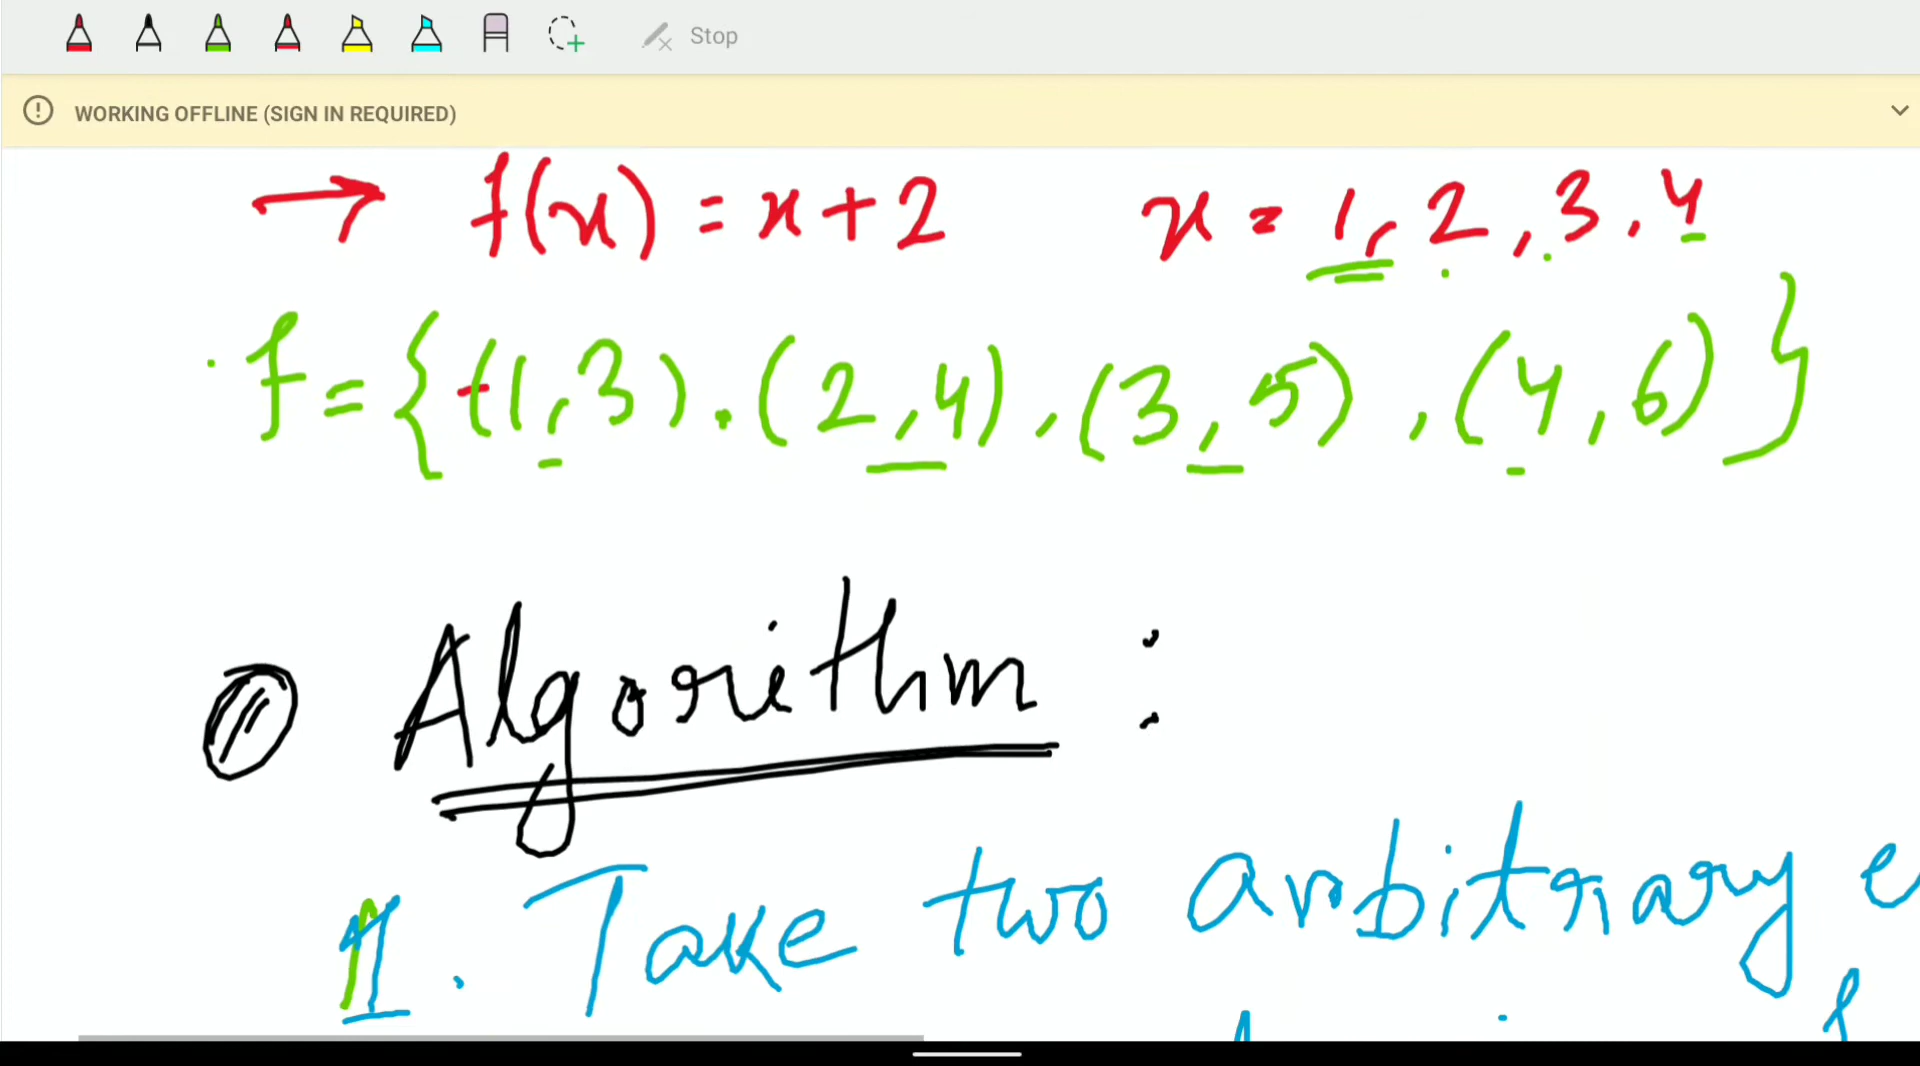 Stop
WORKING OFFLINE (SIGN IN REQUIRED)
→ f(x) = x + 2 x = 1, 2, 3, 4
f = {(1,3), (2,4), (3,5), (4,6)}
Algorithm :
1. Take two arbitrary e